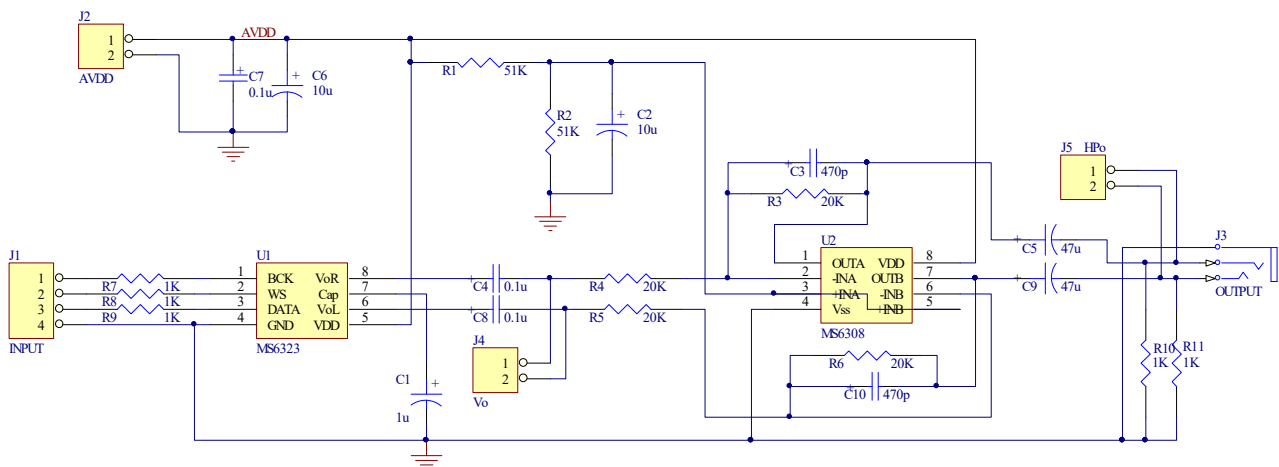 J2
1
2
AVDD
AVDD
C7
0.1u
C6
10u
R1 51K
R2
51K
C2
10u
J5 HPo
1
2
C3 470p
R3 20K
J1
1
2
3
4
INPUT
R7 1K
R8 1K
R9 1K
U1
1 BCK VoR 8
2 WS Cap 7
3 DATA VoL 6
4 GND VDD 5
MS6323
C4 0.1u
C8 0.1u
R4 20K
R5 20K
J4
1
2
Vo
C1
1u
U2
1 OUTA VDD 8
2 -INA OUTB 7
3 +INA -INB 6
4 Vss +INB 5
MS6308
R6 20K
C10 470p
C5 47u
C9 47u
J3
OUTPUT
R10
1K
R11
1K